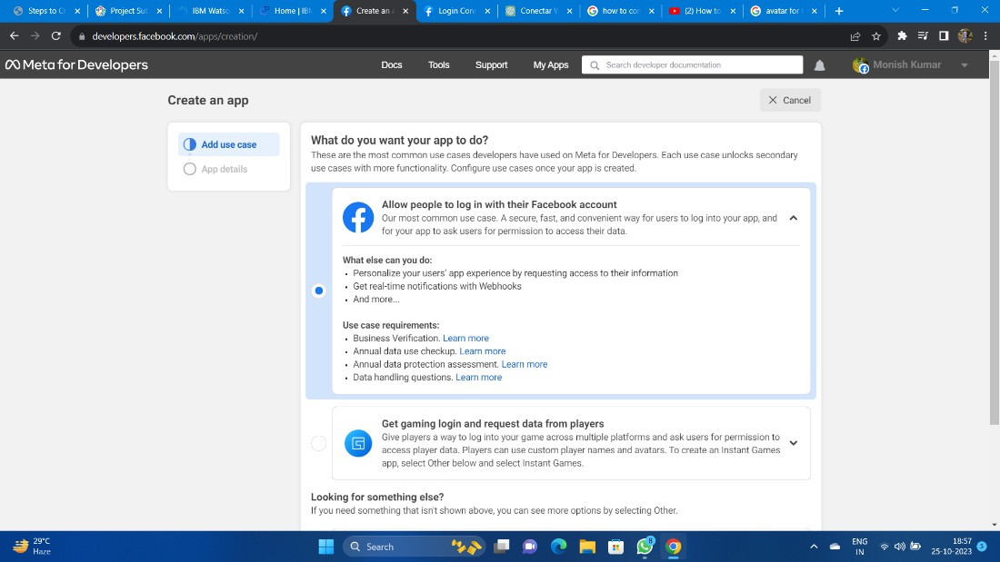 Steps to C
Project Sub
IBM Wats
Home | IB
Create an a
Login Con
Conectar W
how to co
(2) How to
avatar for
developers.facebook.com/apps/creation/
Meta for Developers
Docs
Tools
Support
My Apps
Search developer documentation
Monish Kumar
Create an app
Cancel
Add use case
App details
What do you want your app to do?
These are the most common use cases developers have used on Meta for Developers. Each use case unlocks secondary
use cases with more functionality. Configure use cases once your app is created.
Allow people to log in with their Facebook account
Our most common use case. A secure, fast, and convenient way for users to log into your app, and
for your app to ask users for permission to access their data.
What else can you do:
• Personalize your users' app experience by requesting access to their information
• Get real-time notifications with Webhooks
• And more...
Use case requirements:
• Business Verification. Learn more
• Annual data use checkup. Learn more
• Annual data protection assessment. Learn more
• Data handling questions. Learn more
Get gaming login and request data from players
Give players a way to log into your game across multiple platforms and ask users for permission to
access player data. Players can use custom player names and avatars. To create an Instant Games
app, select Other below and select Instant Games.
Looking for something else?
If you need something that isn't shown above, you can see more options by selecting Other.
29°C
Haze
Search
8
ENG
IN
18:57
25-10-2023